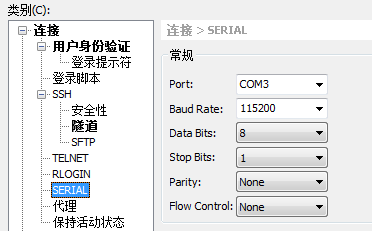 类别(C):
连接
用户身份验证
登录提示符
登录脚本
SSH
安全性
隧道
SFTP
TELNET
RLOGIN
SERIAL
代理
保持活动状态
连接 > SERIAL
常规
Port: COM3
Baud Rate: 115200
Data Bits: 8
Stop Bits: 1
Parity: None
Flow Control: None